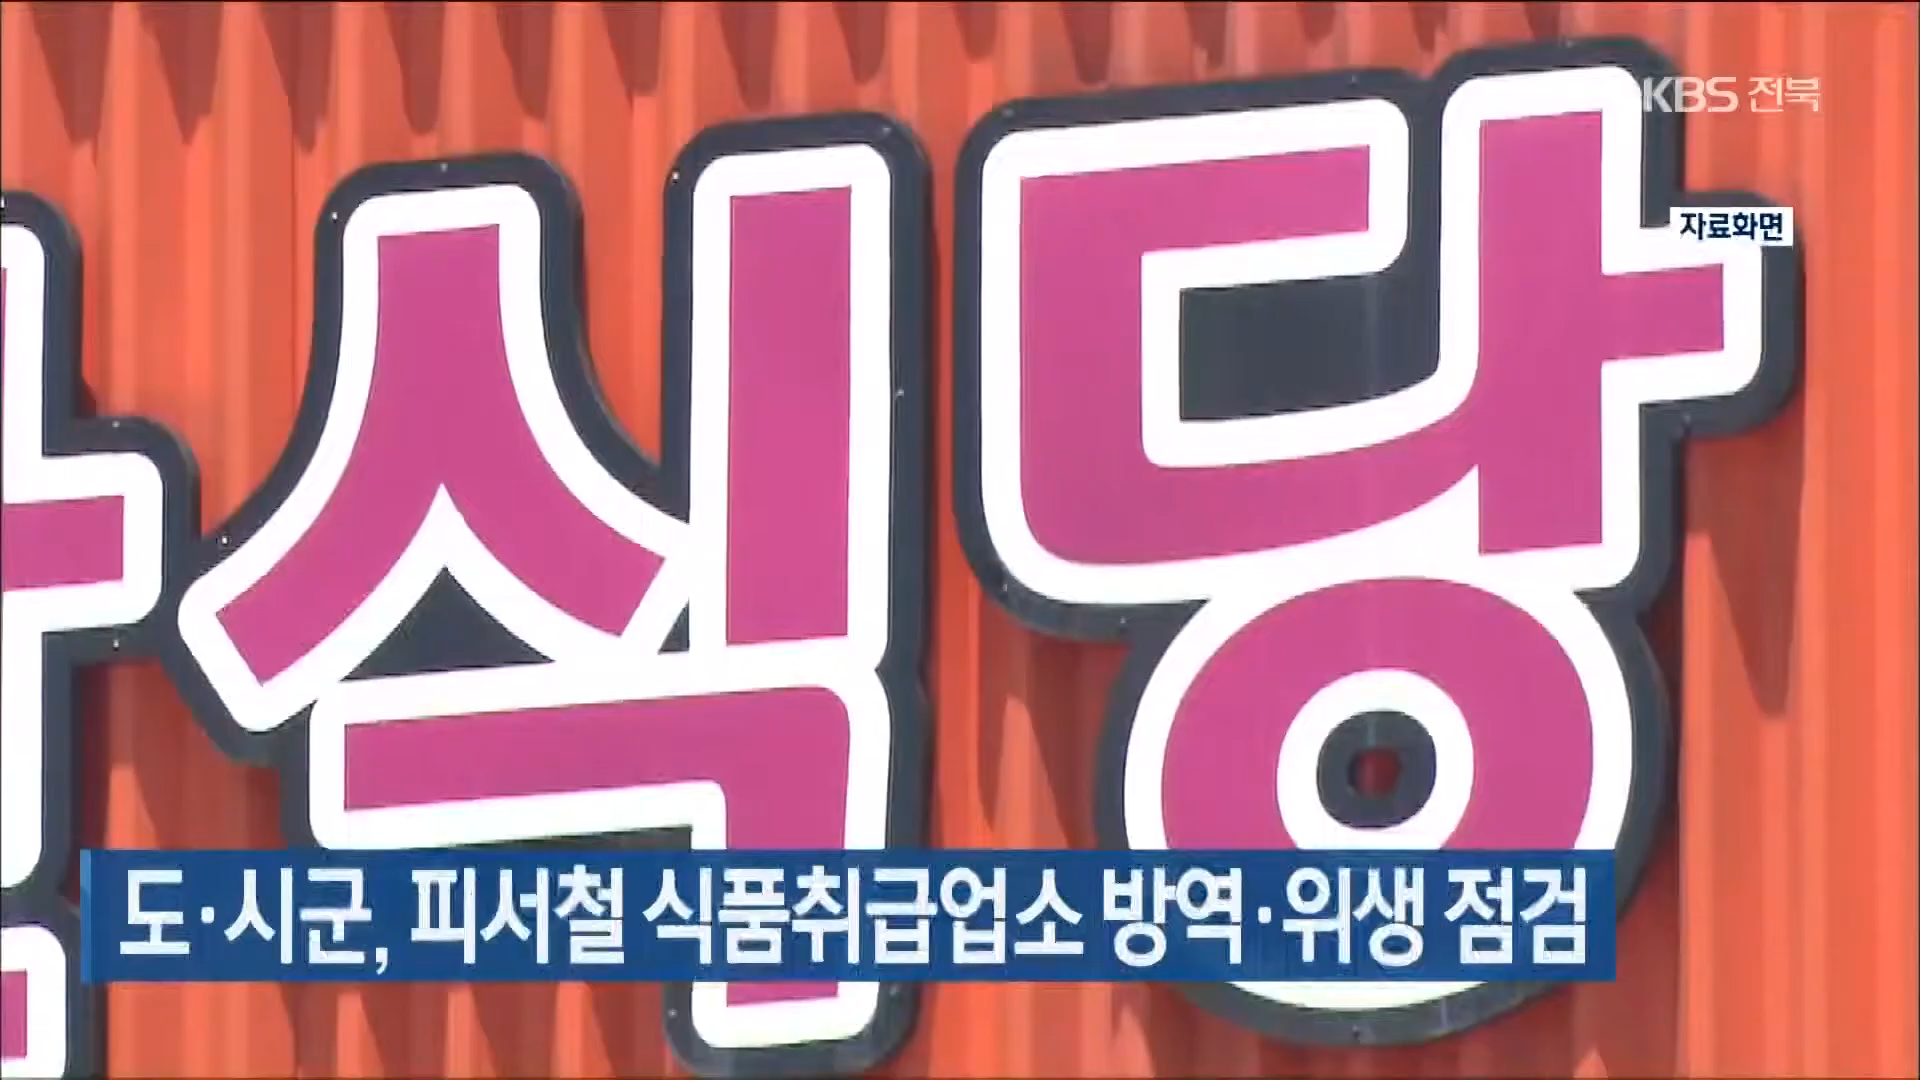 KBS 전북
자료화면
식당
도·시군, 피서철 식품취급업소 방역·위생 점검